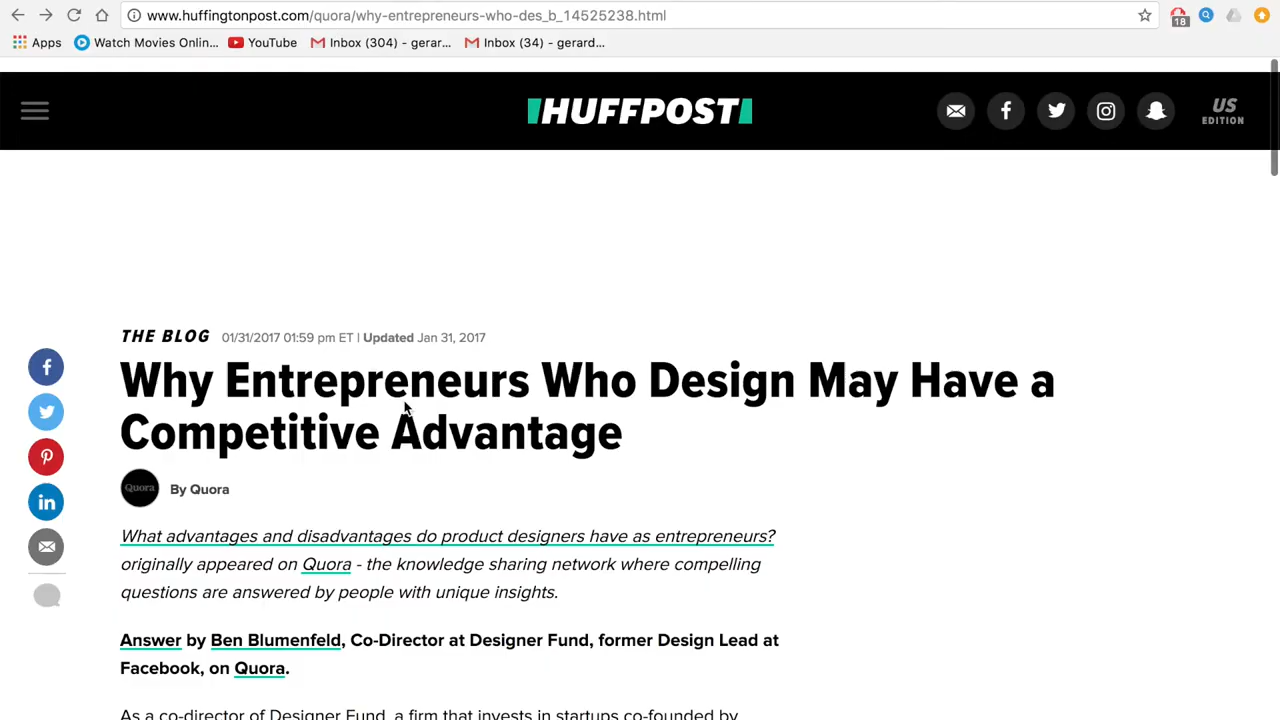 www.huffingtonpost.com/quora/why-entrepreneurs-who-des_b_14525238.html
18
Apps
Watch Movies Onlin...
YouTube
Inbox (304) - gerar...
Inbox (34) - gerard...
HUFFPOST
US
EDITION
THE BLOG 01/31/2017 01:59 pm ET | Updated Jan 31, 2017
Why Entrepreneurs Who Design May Have a
Competitive Advantage
Quora
By Quora
What advantages and disadvantages do product designers have as entrepreneurs?
originally appeared on Quora - the knowledge sharing network where compelling
questions are answered by people with unique insights.
Answer by Ben Blumenfeld, Co-Director at Designer Fund, former Design Lead at
Facebook, on Quora.
As a co-director of Designer Fund, a firm that invests in startups co-founded by